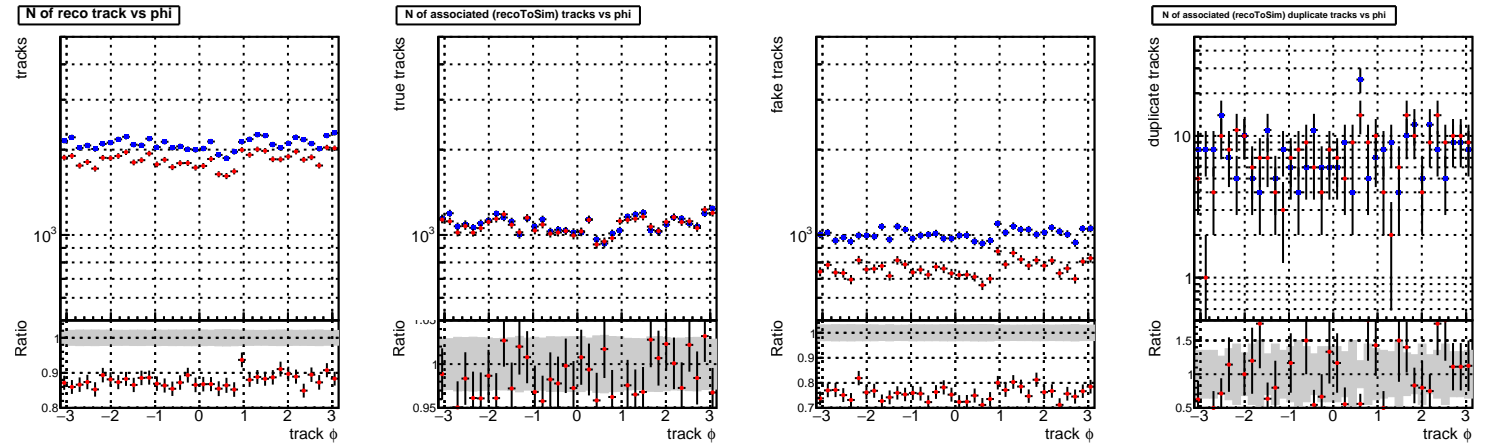 N of reco track vs phi
tracks
10³
Ratio
1
0.9
0.8
−3 −2 −1 0 1 2 3
track ϕ
N of associated (recoToSim) tracks vs phi
true tracks
10³
Ratio
1.05
1
0.95
−3 −2 −1 0 1 2 3
track ϕ
fake tracks
10³
Ratio
1
0.9
0.8
0.7
−3 −2 −1 0 1 2 3
track ϕ
N of associated (recoToSim) duplicate tracks vs phi
duplicate tracks
10
1
Ratio
1.5
1
0.5
−3 −2 −1 0 1 2 3
track ϕ